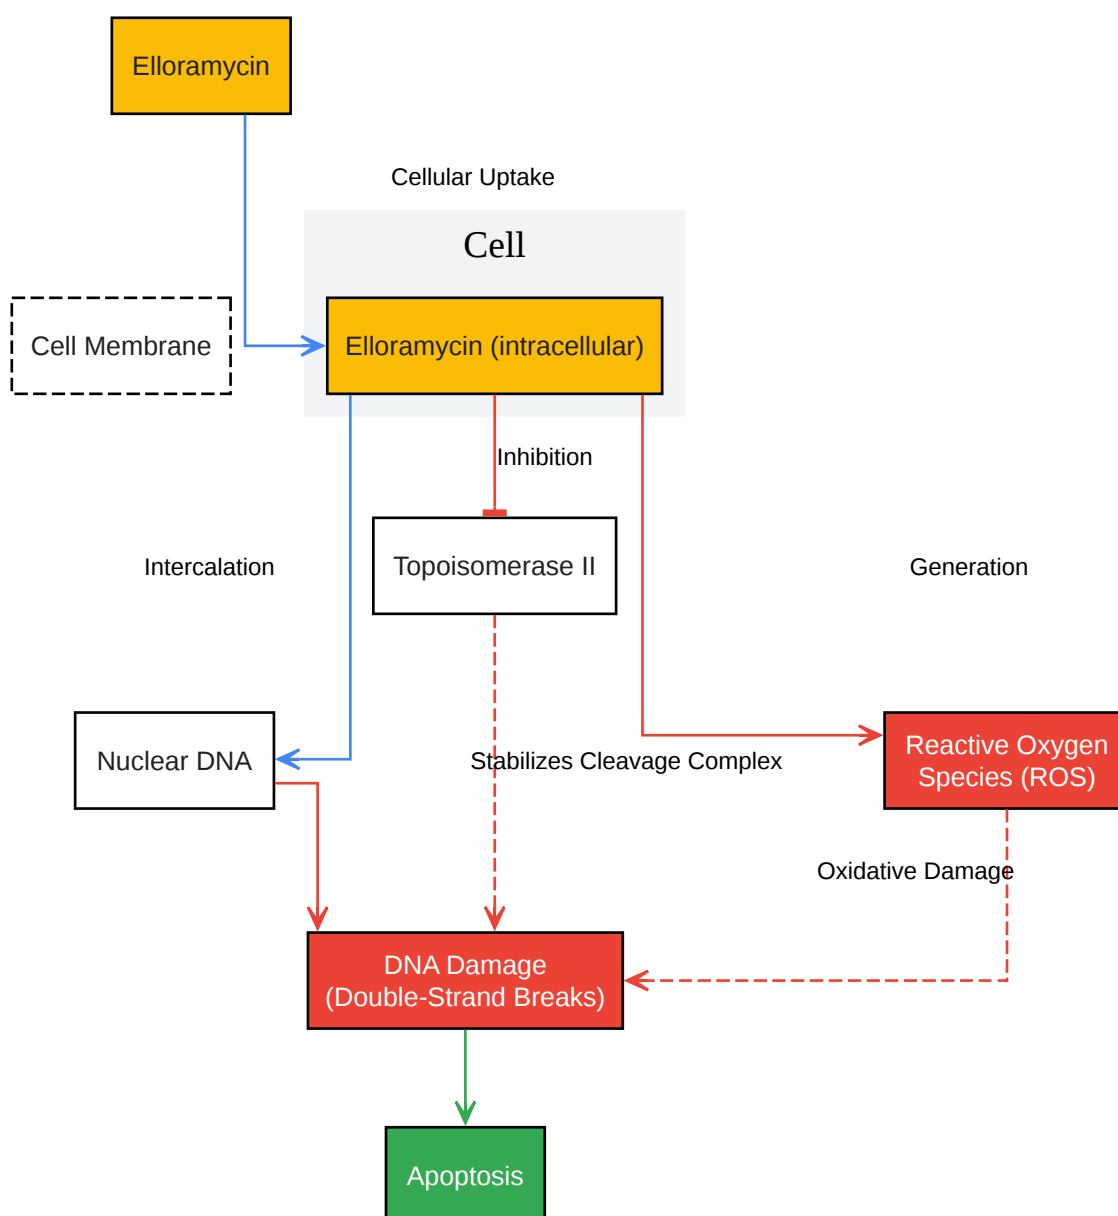 Elloramycin
Cellular Uptake
Cell
Cell Membrane
Elloramycin (intracellular)
Inhibition
Intercalation
Topoisomerase II
Generation
Nuclear DNA
Stabilizes Cleavage Complex
Reactive Oxygen
Species (ROS)
Oxidative Damage
DNA Damage
(Double-Strand Breaks)
Apoptosis